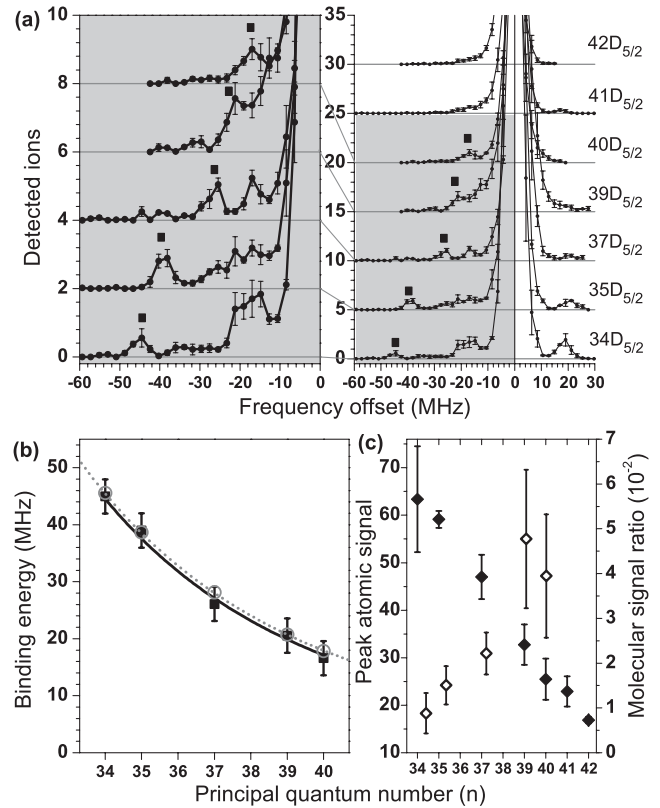 (a)
10
8
6
4
2
0
Detected ions
-60 -50 -40 -30 -20 -10 0
35
30
25
20
15
10
5
0
-60 -50 -40 -30 -20 -10 0 10 20 30
42D5/2
41D5/2
40D5/2
39D5/2
37D5/2
35D5/2
34D5/2
Frequency offset (MHz)
(b)
50
40
30
20
10
0
Binding energy (MHz)
34 35 37 39 40
(c)
70
60
50
40
30
20
10
Peak atomic signal
7
6
5
4
3
2
1
0
Molecular signal ratio (10⁻²)
34 35 36 37 38 39 40 41 42
Principal quantum number (n)